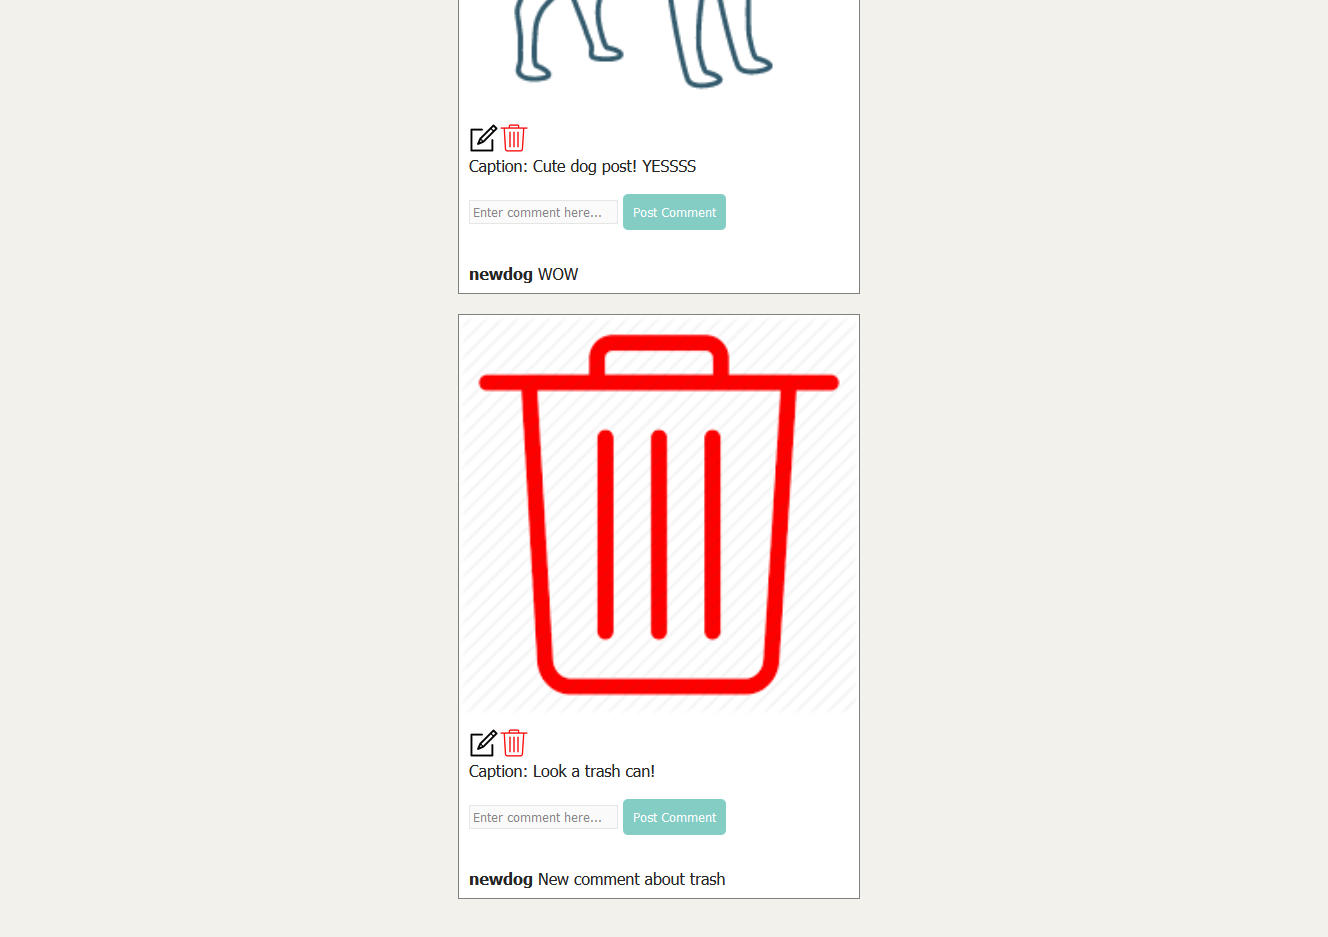 Caption: Cute dog post! YESSSS
Enter comment here... Post Comment
newdog WOW
Caption: Look a trash can!
Enter comment here... Post Comment
newdog New comment about trash